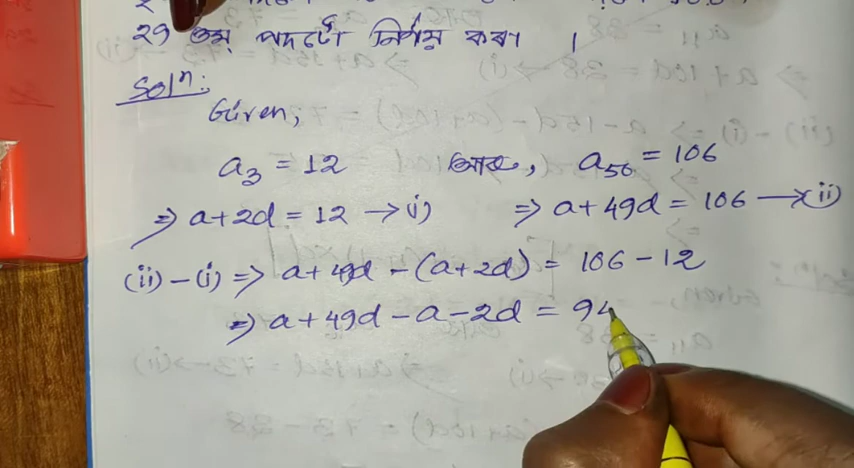 29 তম পদটো নিৰ্ণয় কৰা ।
Solⁿ:
Given,
a₃ = 12 আৰু, a₅₀ = 106
⇒ a + 2d = 12 → (i) ⇒ a + 49d = 106 → (ii)
(ii) - (i) ⇒ a + 49d - (a + 2d) = 106 - 12
⇒ a + 49d - a - 2d = 94